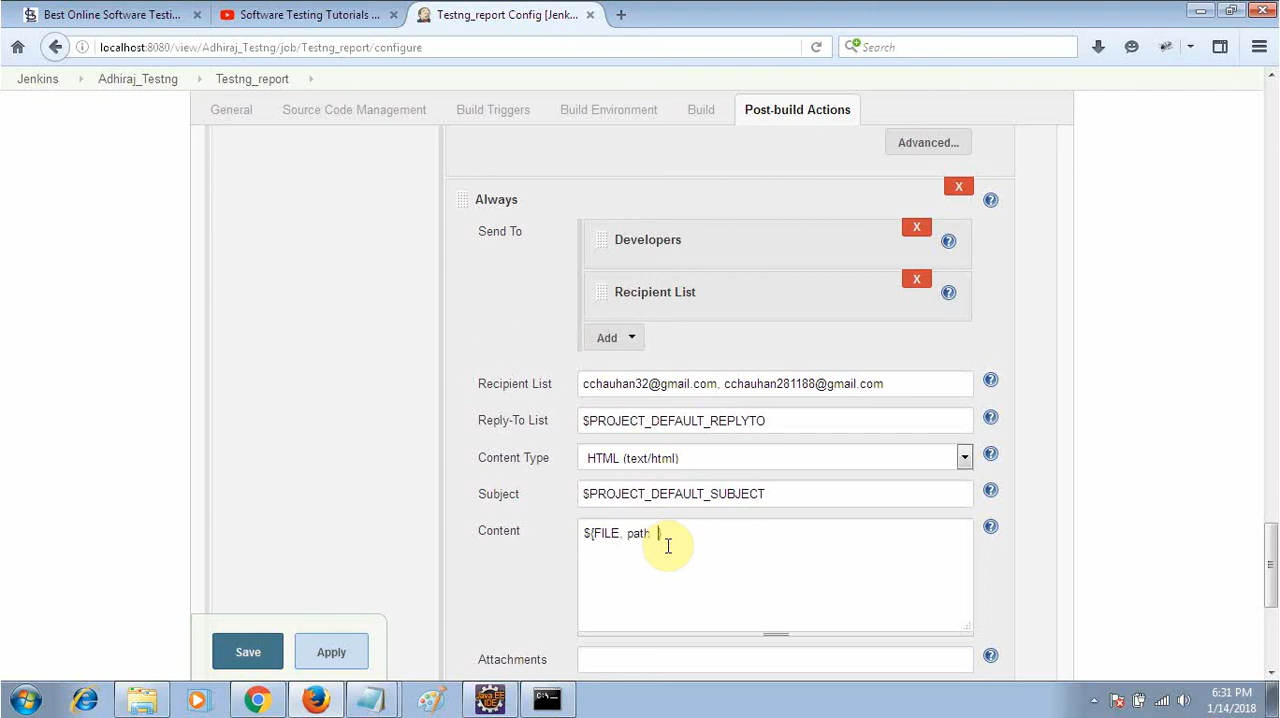 Best Online Software Testi...
Software Testing Tutorials ...
Testng_report Config [Jenk...
localhost:8080/view/Adhiraj_Testng/job/Testng_report/configure
Search
Jenkins
Adhiraj_Testng
Testng_report
General
Source Code Management
Build Triggers
Build Environment
Build
Post-build Actions
Advanced...
X
Always
Send To
X
Developers
X
Recipient List
Add
Recipient List
cchauhan32@gmail.com, cchauhan281188@gmail.com
Reply-To List
$PROJECT_DEFAULT_REPLYTO
Content Type
HTML (text/html)
Subject
$PROJECT_DEFAULT_SUBJECT
Content
${FILE, path }
Save
Apply
Attachments
6:31 PM
1/14/2018